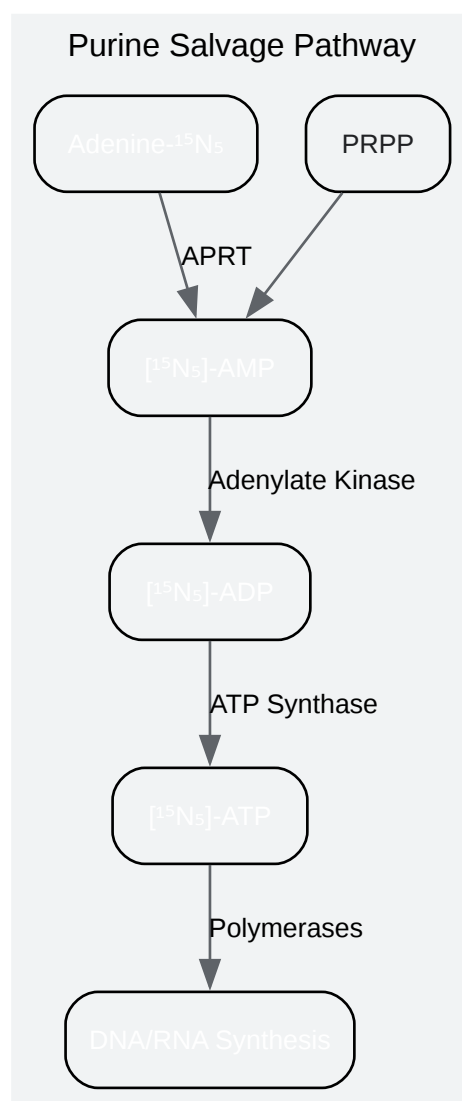 Purine Salvage Pathway
Adenine-¹⁵N₅
PRPP
APRT
[¹⁵N₅]-AMP
Adenylate Kinase
[¹⁵N₅]-ADP
ATP Synthase
[¹⁵N₅]-ATP
Polymerases
DNA/RNA Synthesis